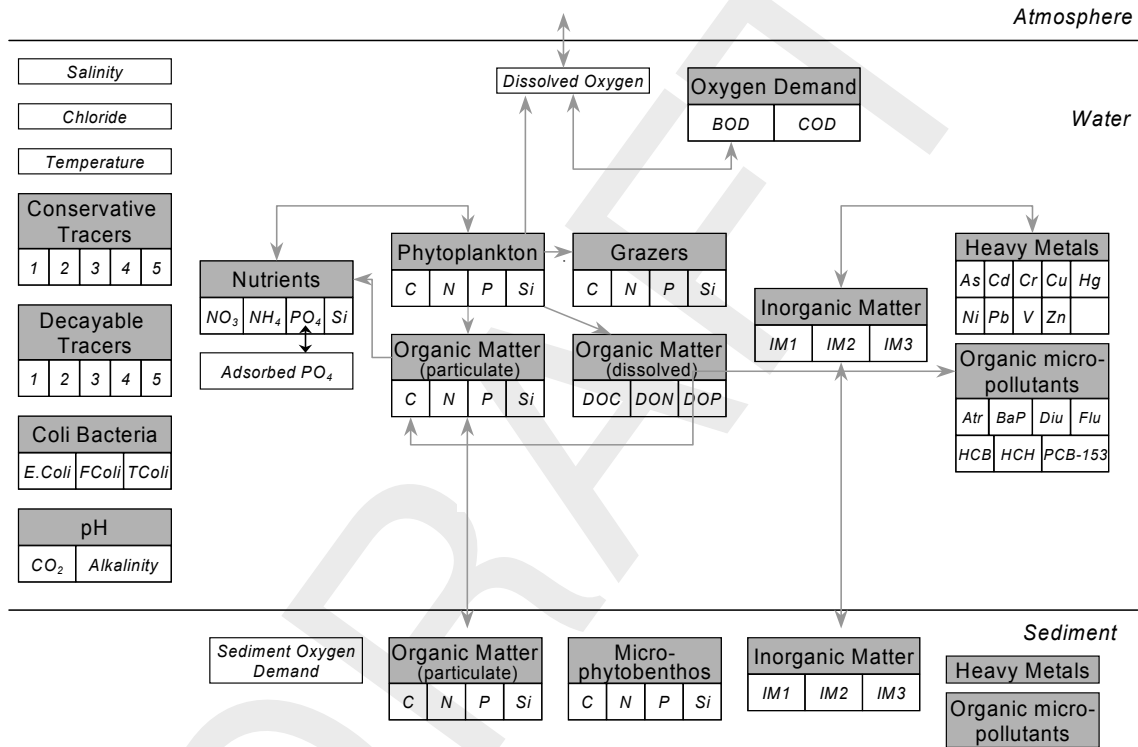 Atmosphere
Salinity
Chloride
Temperature
Conservative
Tracers
1 2 3 4 5
Decayable
Tracers
1 2 3 4 5
Coli Bacteria
E.Coli FColi TColi
pH
CO₂ Alkalinity
Dissolved Oxygen
Oxygen Demand
BOD COD
Water
Nutrients
NO₃ NH₄ PO₄ Si
Adsorbed PO₄
Phytoplankton
C N P Si
Grazers
C N P Si
Organic Matter
(particulate)
C N P Si
Organic Matter
(dissolved)
DOC DON DOP
Inorganic Matter
IM1 IM2 IM3
Heavy Metals
As Cd Cr Cu Hg
Ni Pb V Zn
Organic micro-
pollutants
Atr BaP Diu Flu
HCB HCH PCB-153
Sediment
Sediment Oxygen
Demand
Organic Matter
(particulate)
C N P Si
Micro-
phytobenthos
C N P Si
Inorganic Matter
IM1 IM2 IM3
Heavy Metals
Organic micro-
pollutants
DRAFT